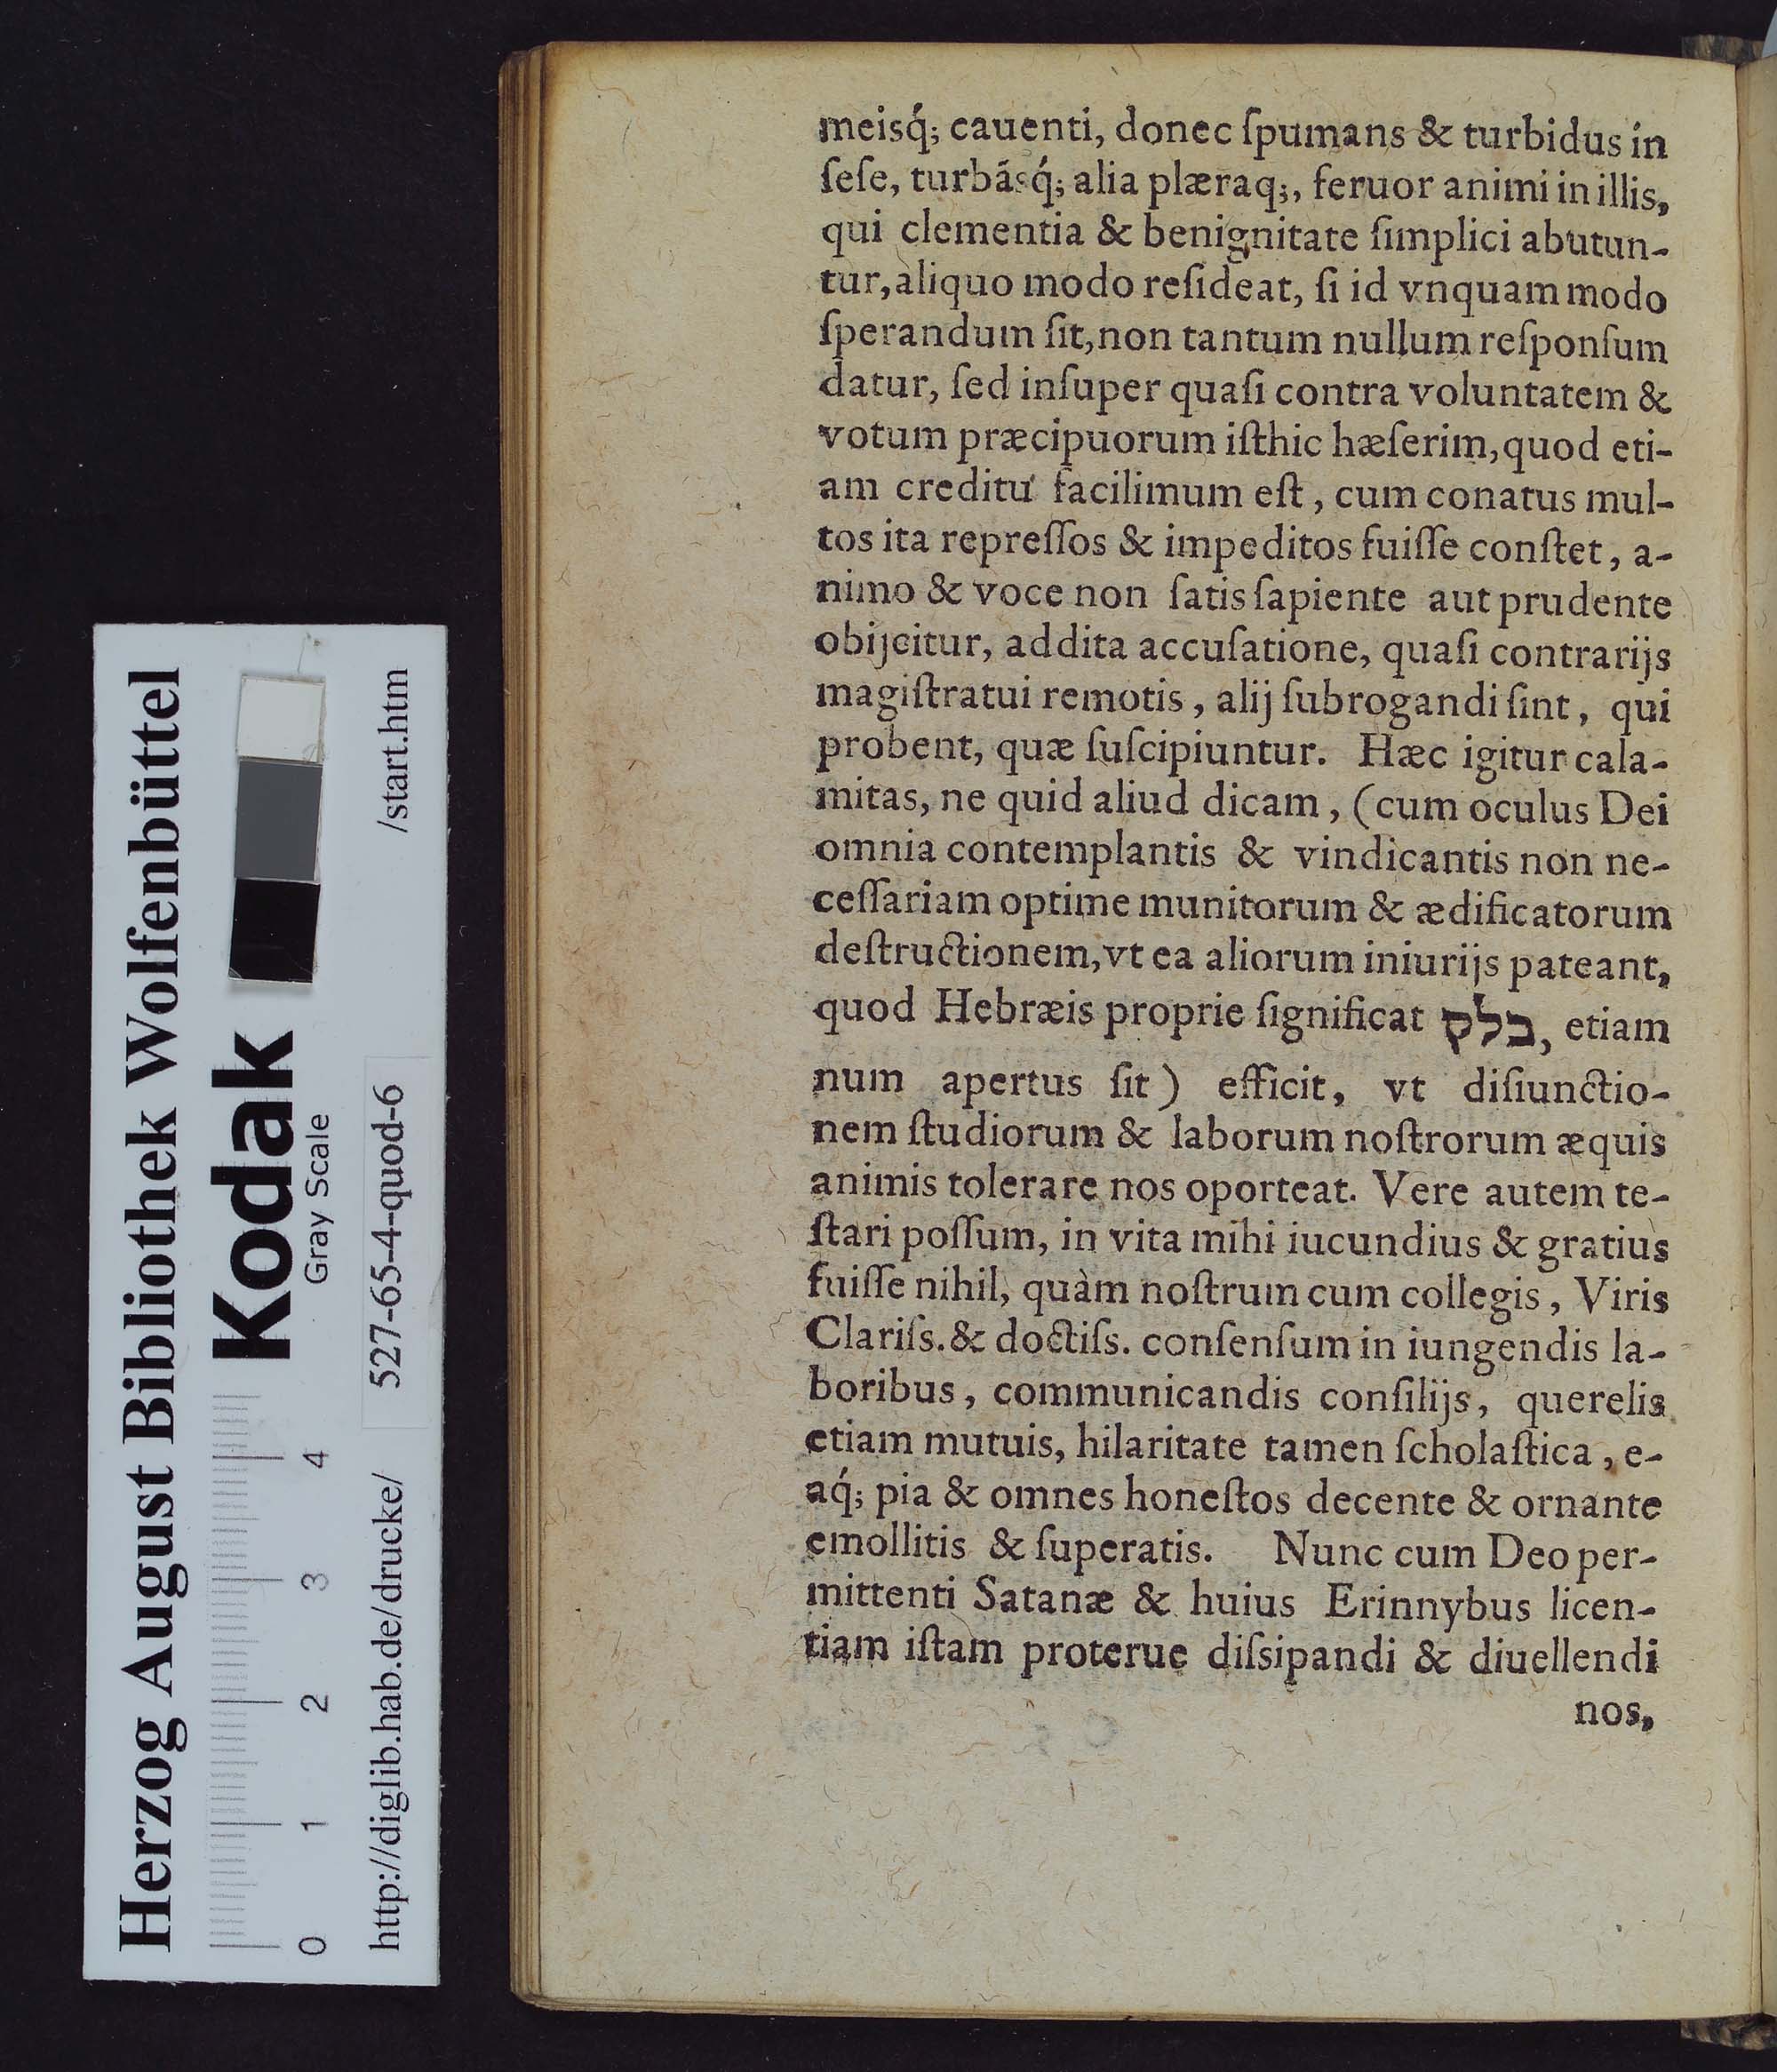 meisq́; cauenti, donec ſpumans & turbidus in
ſeſe, turbãsq́; alia plæraq;, feruor animi in illis,
qui clementia & benignitate ſimplici abutun-
tur, aliquo modo reſideat, ſi id vnquam modo
ſperandum ſit, non tantum nullum reſponſum
datur, ſed inſuper quaſi contra voluntatem &
votum præcipuorum iſthic hæſerim, quod eti-
am creditu facilimum eſt, cum conatus mul-
tos ita repreſſos & impeditos fuiſſe conſtet, a-
nimo & voce non ſatis ſapiente aut prudente
obijcitur, addita accuſatione, quaſi contrarijs
magiſtratui remotis, alij ſubrogandi ſint, qui
probent, quæ ſuſcipiuntur. Hæc igitur cala-
mitas, ne quid aliud dicam, (cum oculus Dei
omnia contemplantis & vindicantis non ne-
ceſſariam optime munitorum & ædificatorum
deſtructionem, vt ea aliorum iniurijs pateant,
quod Hebræis proprie ſignificat בלק, etiam
num apertus ſit) efficit, vt diſiunctio-
nem ſtudiorum & laborum noſtrorum æquis
animis tolerare nos oporteat. Vere autem te-
ſtari poſſum, in vita mihi iucundius & gratius
fuiſſe nihil, quàm noſtrum cum collegis, Viris
Clariſs. & doctiſs. conſenſum in iungendis la-
boribus, communicandis conſilijs, querelis
etiam mutuis, hilaritate tamen ſcholaſtica, e-
aq́; pia & omnes honeſtos decente & ornante
emollitis & ſuperatis. Nunc cum Deo per-
mittenti Satanæ & huius Erinnybus licen-
tiam iſtam proterue diſsipandi & diuellendi
nos,
Herzog August Bibliothek Wolfenbüttel
Kodak
Gray Scale
0 1 2 3 4
http://diglib.hab.de/drucke/ 527-65-4-quod-6 /start.htm